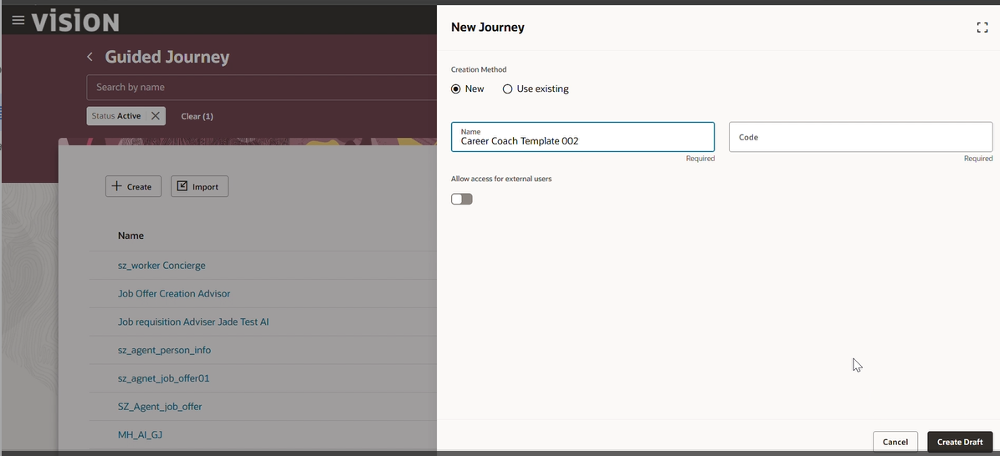 VISION
New Journey
Guided Journey
Creation Method
Search by name
New
Use existing
Status Active
Clear (1)
Name
Career Coach Template 002
Code
Required
Required
Allow access for external users
Create
Import
Name
sz_worker Concierge
Job Offer Creation Advisor
Job requisition Adviser Jade Test AI
sz_agent_person_info
sz_agnet_job_offer01
SZ_Agent_job_offer
MH_AI_GJ
Cancel
Create Draft